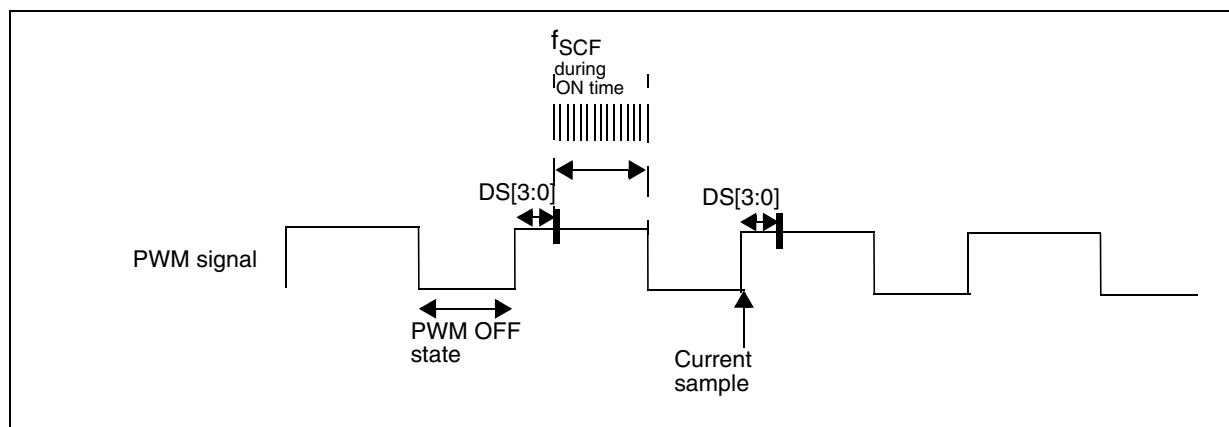 fSCF
during
ON time
DS[3:0]
DS[3:0]
PWM signal
PWM OFF
state
Current
sample